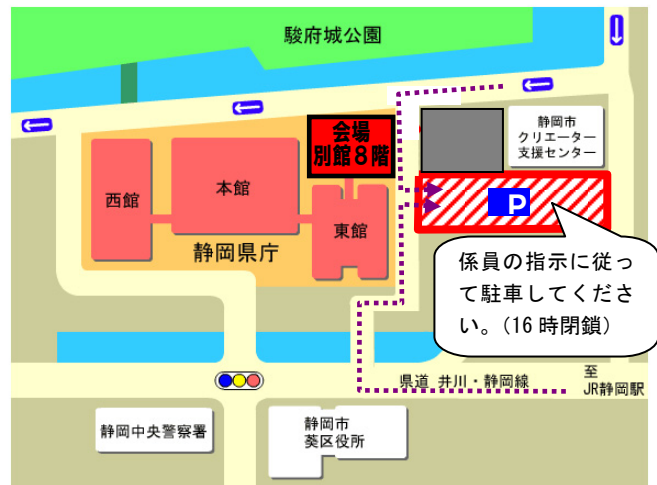 駿府城公園
会場
別館8階
静岡市
クリエーター
支援センター
西館
本館
東館
P
静岡県庁
係員の指示に従っ
て駐車してくださ
い。(16時閉鎖)
県道 井川・静岡線
至
JR静岡駅
静岡中央警察署
静岡市
葵区役所